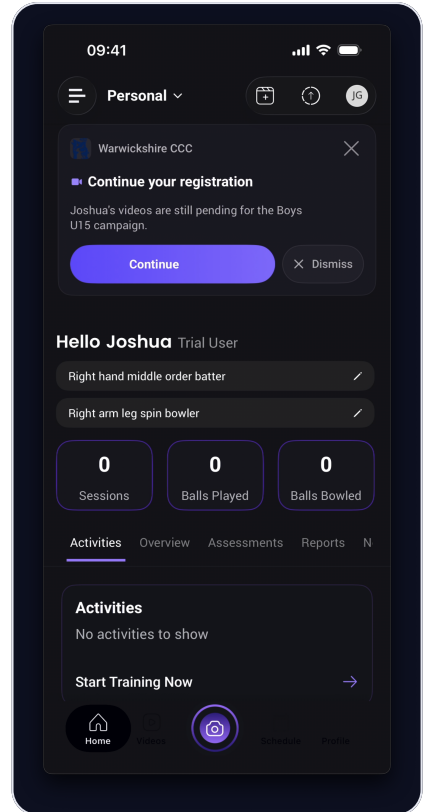 09:41
Personal
JG
Warwickshire CCC
Continue your registration
Joshua's videos are still pending for the Boys
U15 campaign.
Continue
Dismiss
Hello Joshua Trial User
Right hand middle order batter
Right arm leg spin bowler
0 0 0
Sessions Balls Played Balls Bowled
Activities Overview Assessments Reports N
Activities
No activities to show
Start Training Now
Home Videos Schedule Profile